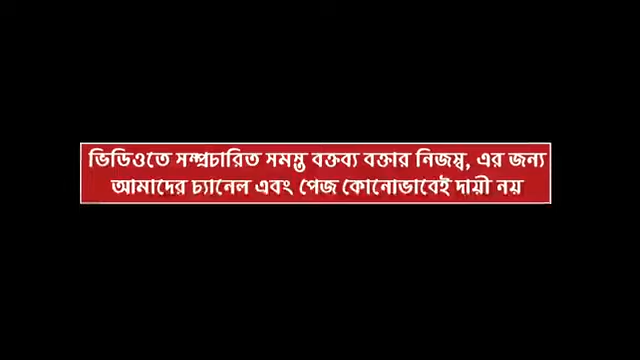 ভিডিওতে সম্প্রচারিত সমস্ত বক্তব্য বক্তার নিজস্ব, এর জন্য
আমাদের চ্যানেল এবং পেজ কোনোভাবেই দায়ী নয়